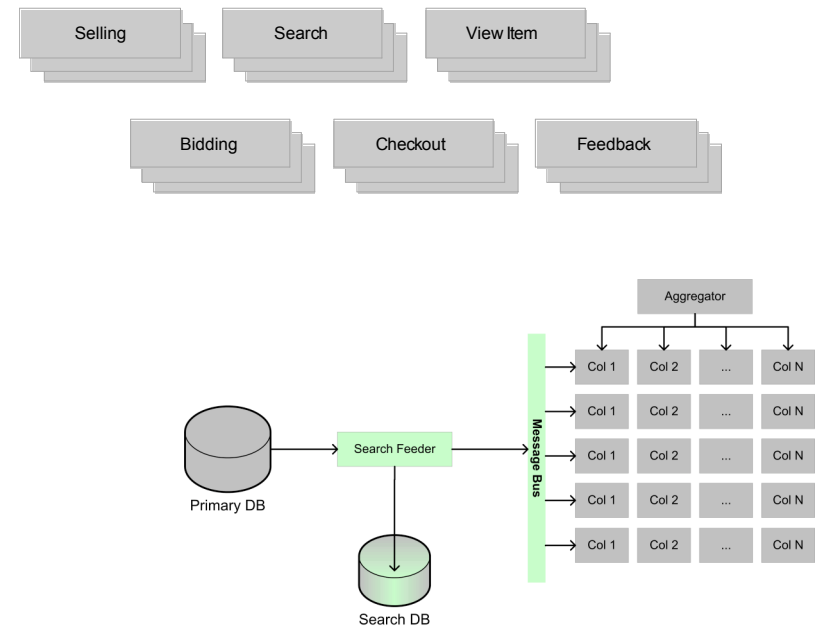 Selling
Search
View Item
Bidding
Checkout
Feedback
Aggregator
Col 1 Col 2 ... Col N
Col 1 Col 2 ... Col N
Col 1 Col 2 ... Col N
Col 1 Col 2 ... Col N
Col 1 Col 2 ... Col N
Message Bus
Search Feeder
Primary DB
Search DB